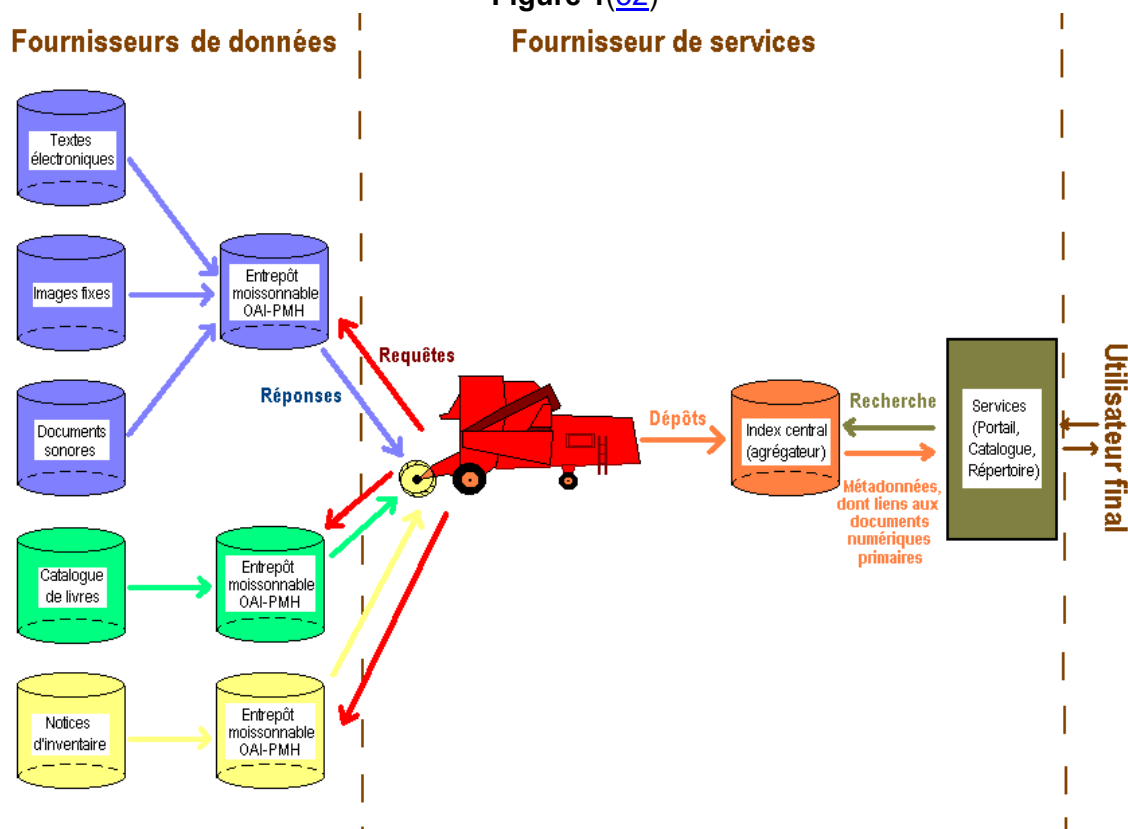 Figure 1(32)
Fournisseurs de données
Fournisseur de services
Textes
électroniques
Images fixes
Entrepôt
moissonnable
OAI-PMH
Documents
sonores
Requêtes
Réponses
Dépôts
Index central
(agrégateur)
Recherche
Métadonnées,
dont liens aux
documents
numériques
primaires
Services
(Portail,
Catalogue,
Répertoire)
Utilisateur final
Catalogue
de livres
Entrepôt
moissonnable
OAI-PMH
Notices
d'inventaire
Entrepôt
moissonnable
OAI-PMH